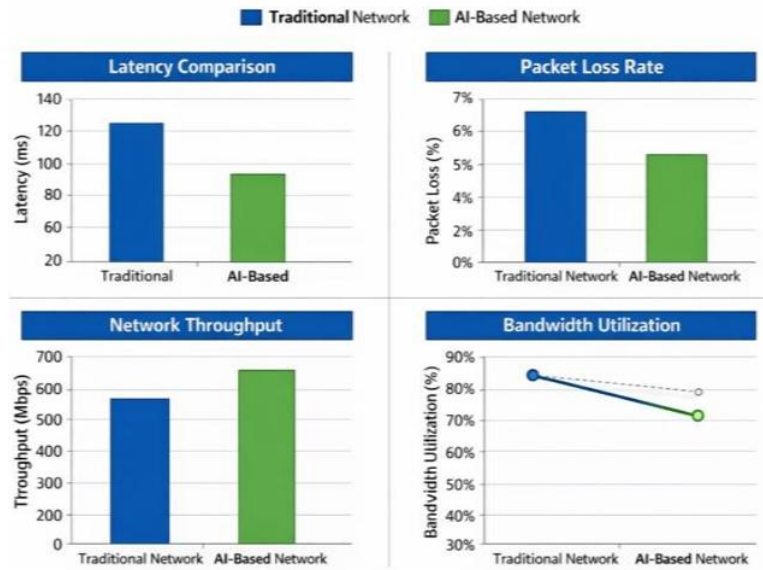 Traditional Network AI-Based Network
Latency Comparison
Latency (ms)
140
120
100
80
60
20
Traditional AI-Based
Packet Loss Rate
Packet Loss (%)
7%
6%
5%
4%
2%
0%
Traditional Network AI-Based Network
Network Throughput
Throughput (Mbps)
700
600
500
400
300
200
0
Traditional Network AI-Based Network
Bandwidth Utilization
Bandvidth Utilization (%)
90%
80%
70%
60%
50%
40%
30%
Traditional Network AI-Based Network